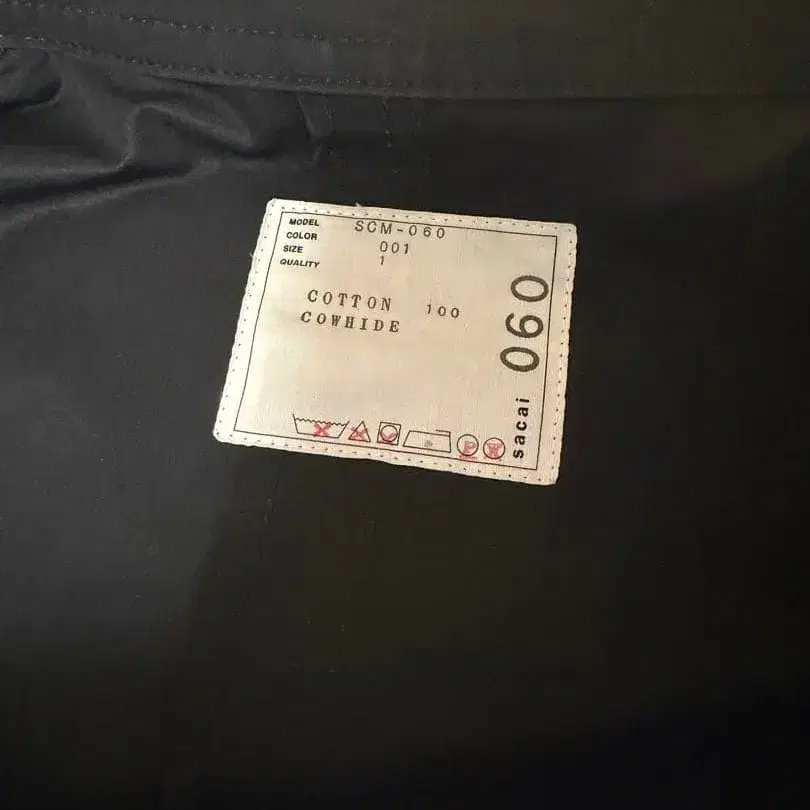 MODEL SCM-060
COLOR 001
SIZE 1
QUALITY
COTTON 100
COWHIDE
P W
sacai 060